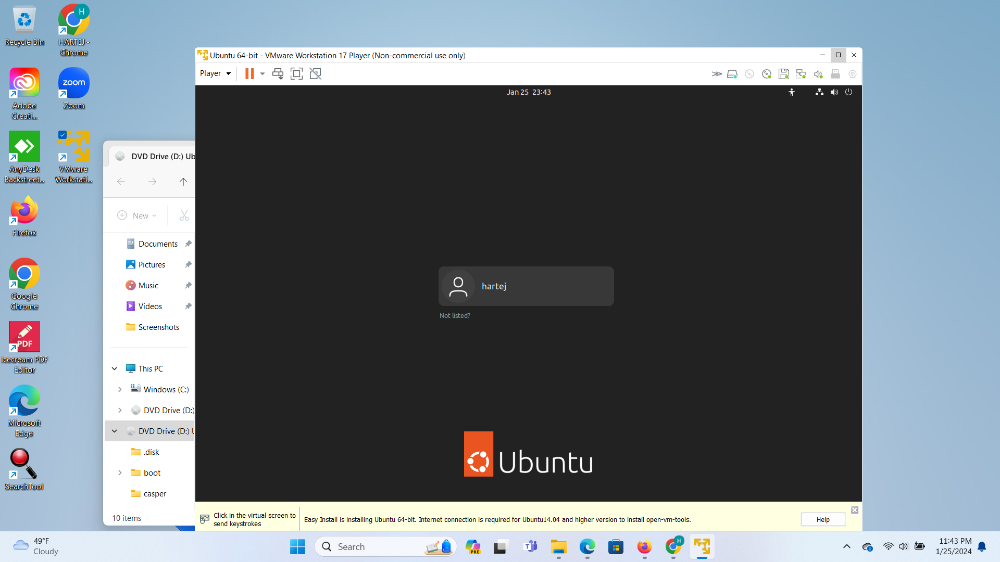 Recycle Bin
HARTEJ -
Chrome
Adobe
Creati...
zoom
Zoom
AnyDesk
Backstreet...
VMware
Workstati...
Firefox
Google
Chrome
PDF
Icecream PDF
Editor
Microsoft
Edge
SearchTool
DVD Drive (D:) Ub
New
Documents
Pictures
Music
Videos
Screenshots
This PC
Windows (C:)
DVD Drive (D:)
DVD Drive (D:) U
.disk
boot
casper
10 items
Ubuntu 64-bit - VMware Workstation 17 Player (Non-commercial use only)
Player
Jan 25 23:43
hartej
Not listed?
Ubuntu
Click in the virtual screen to
send keystrokes
Easy Install is installing Ubuntu 64-bit. Internet connection is required for Ubuntu14.04 and higher version to install open-vm-tools.
Help
49°F
Cloudy
Search
PRE
H
H
11:43 PM
1/25/2024